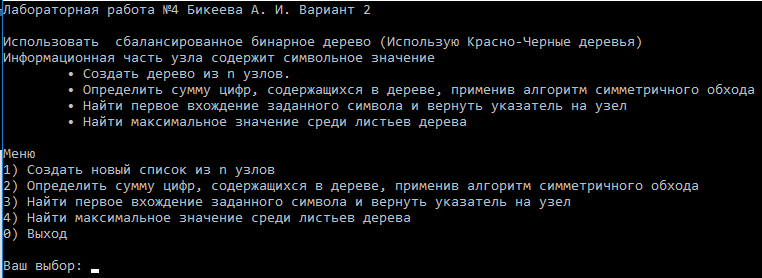 Лабораторная работа №4 Бикеева А. И. Вариант 2
Использовать  сбалансированное бинарное дерево (Использую Красно-Черные деревья)
Информационная часть узла содержит символьное значение
• Создать дерево из n узлов.
• Определить сумму цифр, содержащихся в дереве, применив алгоритм симметричного обхода
• Найти первое вхождение заданного символа и вернуть указатель на узел
• Найти максимальное значение среди листьев дерева
Меню
1) Создать новый список из n узлов
2) Определить сумму цифр, содержащихся в дереве, применив алгоритм симметричного обхода
3) Найти первое вхождение заданного символа и вернуть указатель на узел
4) Найти максимальное значение среди листьев дерева
0) Выход
Ваш выбор: